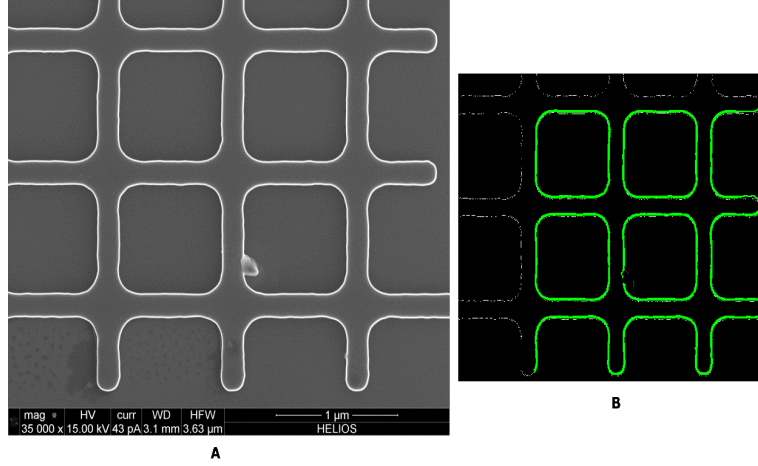 mag HV curr WD HFW 1 µm
35 000 x 15.00 kV 43 pA 3.1 mm 3.63 µm HELIOS
A
B